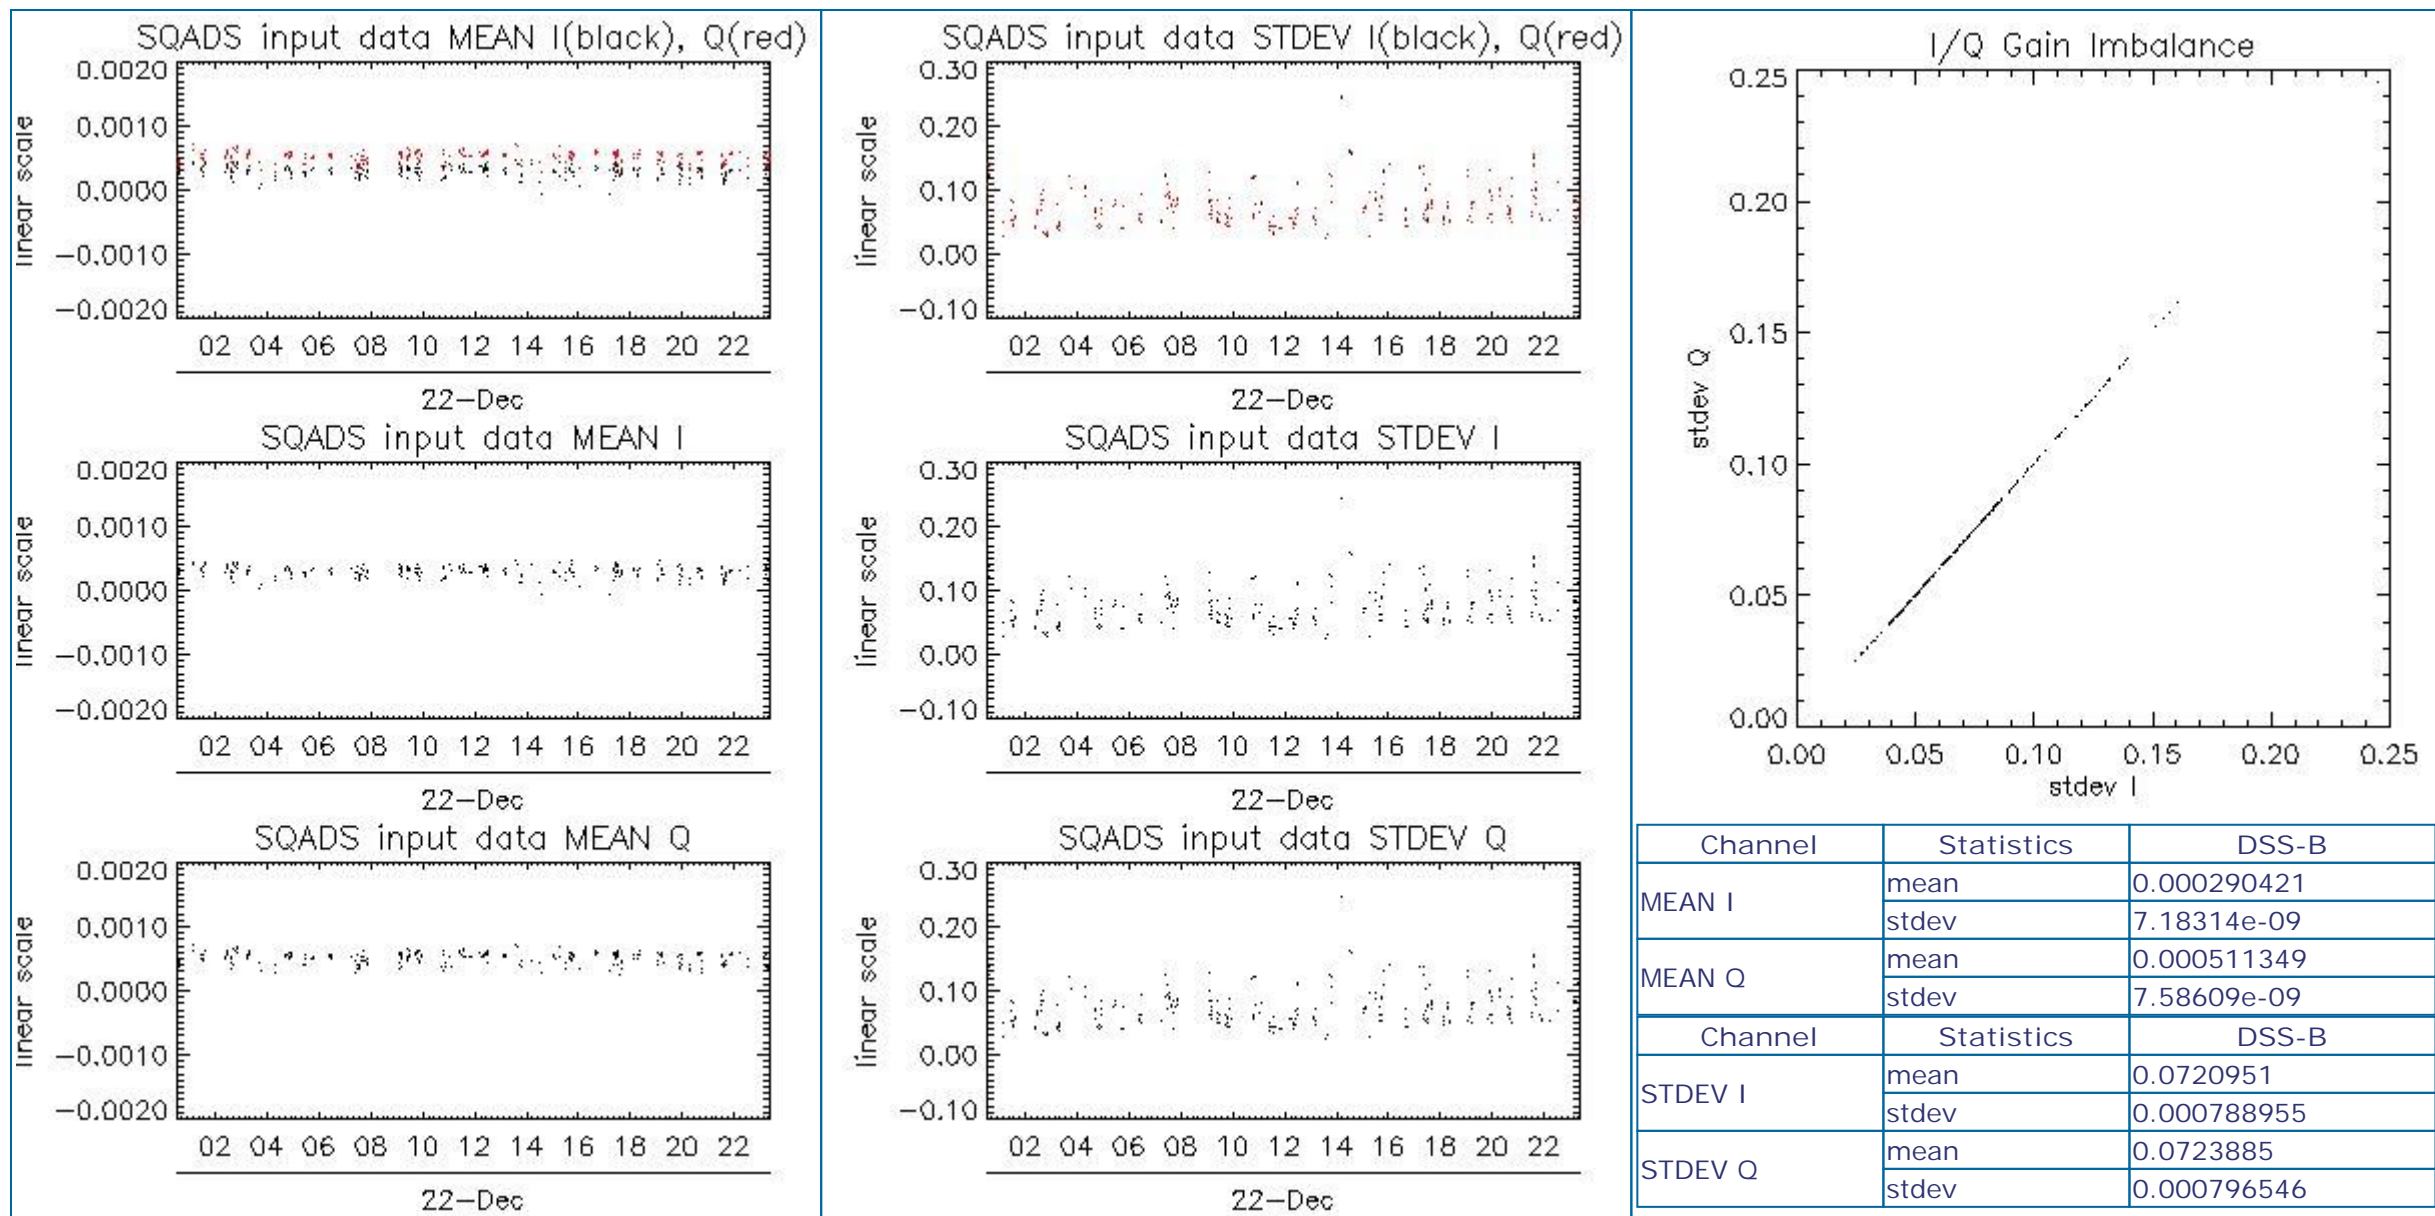 SQADS input data MEAN I(black), Q(red)
linear scale
0.0020
0.0010
0.0000
−0.0010
−0.0020
02 04 06 08 10 12 14 16 18 20 22
22−Dec
SQADS input data MEAN I
linear scale
0.0020
0.0010
0.0000
−0.0010
−0.0020
02 04 06 08 10 12 14 16 18 20 22
22−Dec
SQADS input data MEAN Q
linear scale
0.0020
0.0010
0.0000
−0.0010
−0.0020
02 04 06 08 10 12 14 16 18 20 22
22−Dec
SQADS input data STDEV I(black), Q(red)
linear scale
0.30
0.20
0.10
0.00
−0.10
02 04 06 08 10 12 14 16 18 20 22
22−Dec
SQADS input data STDEV I
linear scale
0.30
0.20
0.10
0.00
−0.10
02 04 06 08 10 12 14 16 18 20 22
22−Dec
SQADS input data STDEV Q
linear scale
0.30
0.20
0.10
0.00
−0.10
02 04 06 08 10 12 14 16 18 20 22
22−Dec
I/Q Gain Imbalance
stdev Q
0.25
0.20
0.15
0.10
0.05
0.00
0.00 0.05 0.10 0.15 0.20 0.25
stdev I
Channel Statistics DSS-B
MEAN I mean 0.000290421
stdev 7.18314e-09
MEAN Q mean 0.000511349
stdev 7.58609e-09
Channel Statistics DSS-B
STDEV I mean 0.0720951
stdev 0.000788955
STDEV Q mean 0.0723885
stdev 0.000796546